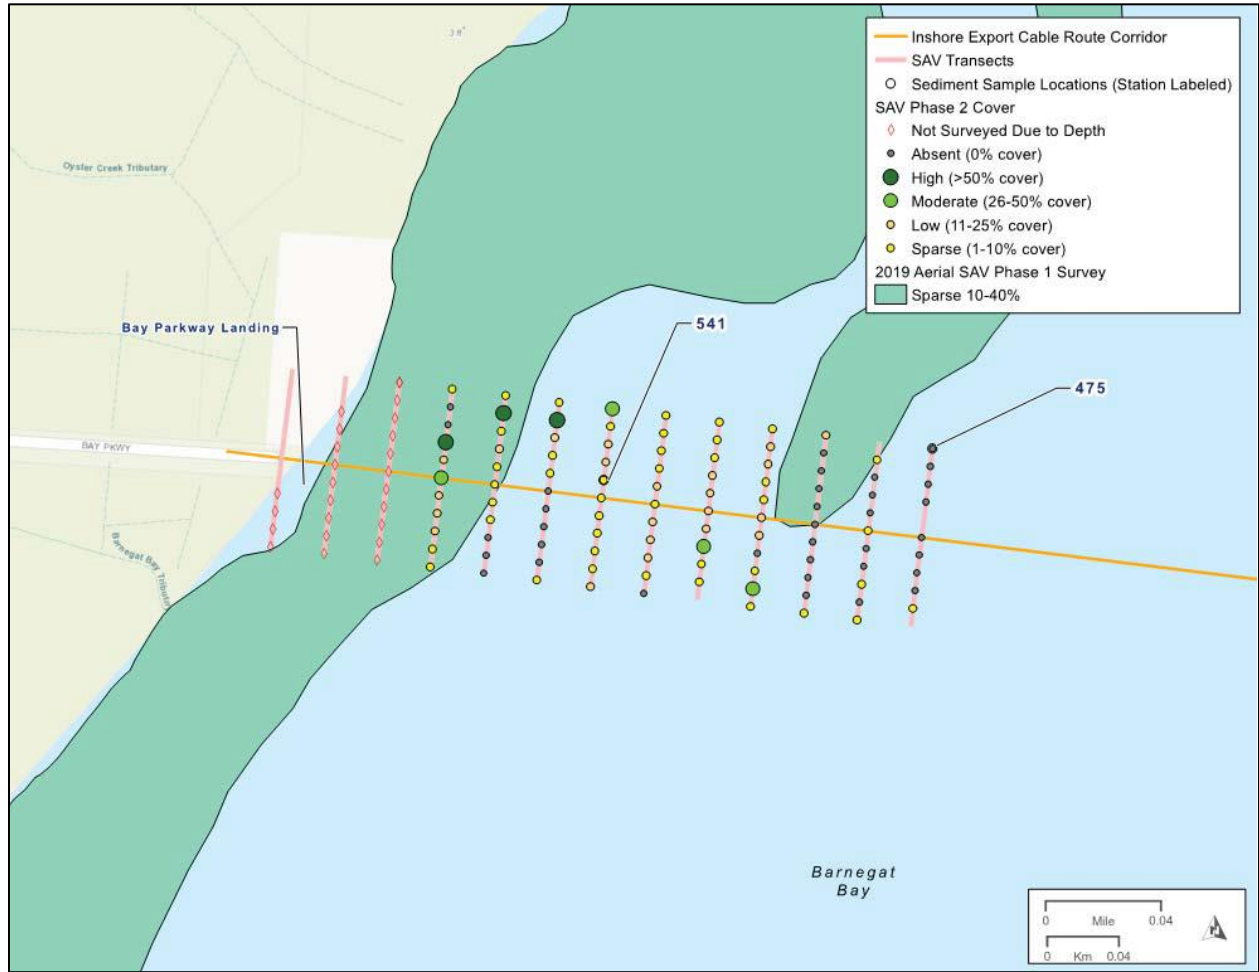 3 ft
Inshore Export Cable Route Corridor
SAV Transects
Sediment Sample Locations (Station Labeled)
SAV Phase 2 Cover
Not Surveyed Due to Depth
Absent (0% cover)
High (>50% cover)
Moderate (26-50% cover)
Low (11-25% cover)
Sparse (1-10% cover)
2019 Aerial SAV Phase 1 Survey
Sparse 10-40%
Oyster Creek Tributary
Bay Parkway Landing
541
475
BAY PKWY
Barnegat Bay Tributary
Barnegat
Bay
0 Mile 0.04
0 Km 0.04
N